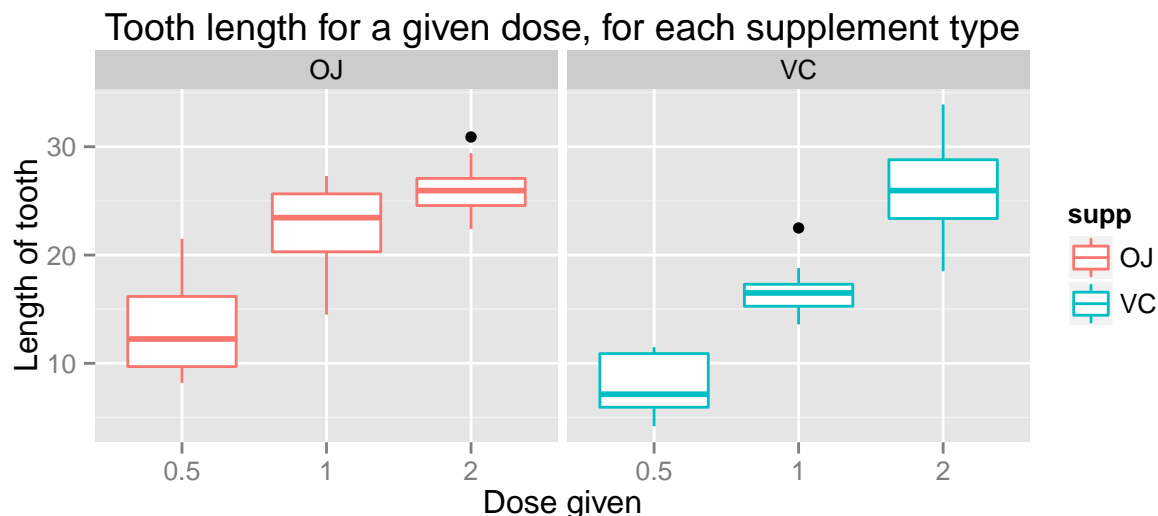 Tooth length for a given dose, for each supplement type
OJ
VC
Length of tooth
30
20
10
0.5
1
2
0.5
1
2
Dose given
supp
OJ
VC